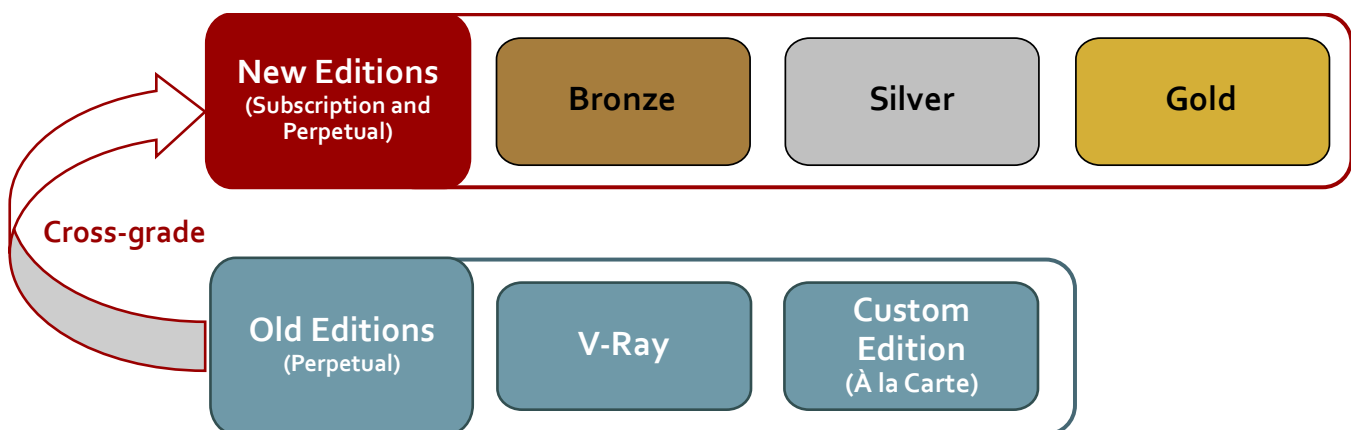 New Editions
(Subscription and
Perpetual)
Bronze
Silver
Gold
Cross-grade
Old Editions
(Perpetual)
V-Ray
Custom
Edition
(À la Carte)